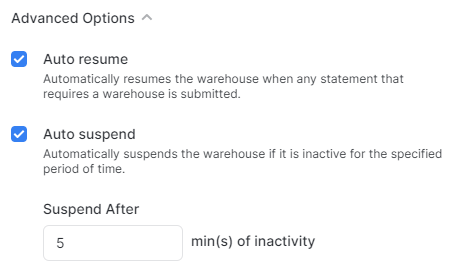 Advanced Options
Auto resume
Automatically resumes the warehouse when any statement that
requires a warehouse is submitted.
Auto suspend
Automatically suspends the warehouse if it is inactive for the specified
period of time.
Suspend After
5 min(s) of inactivity